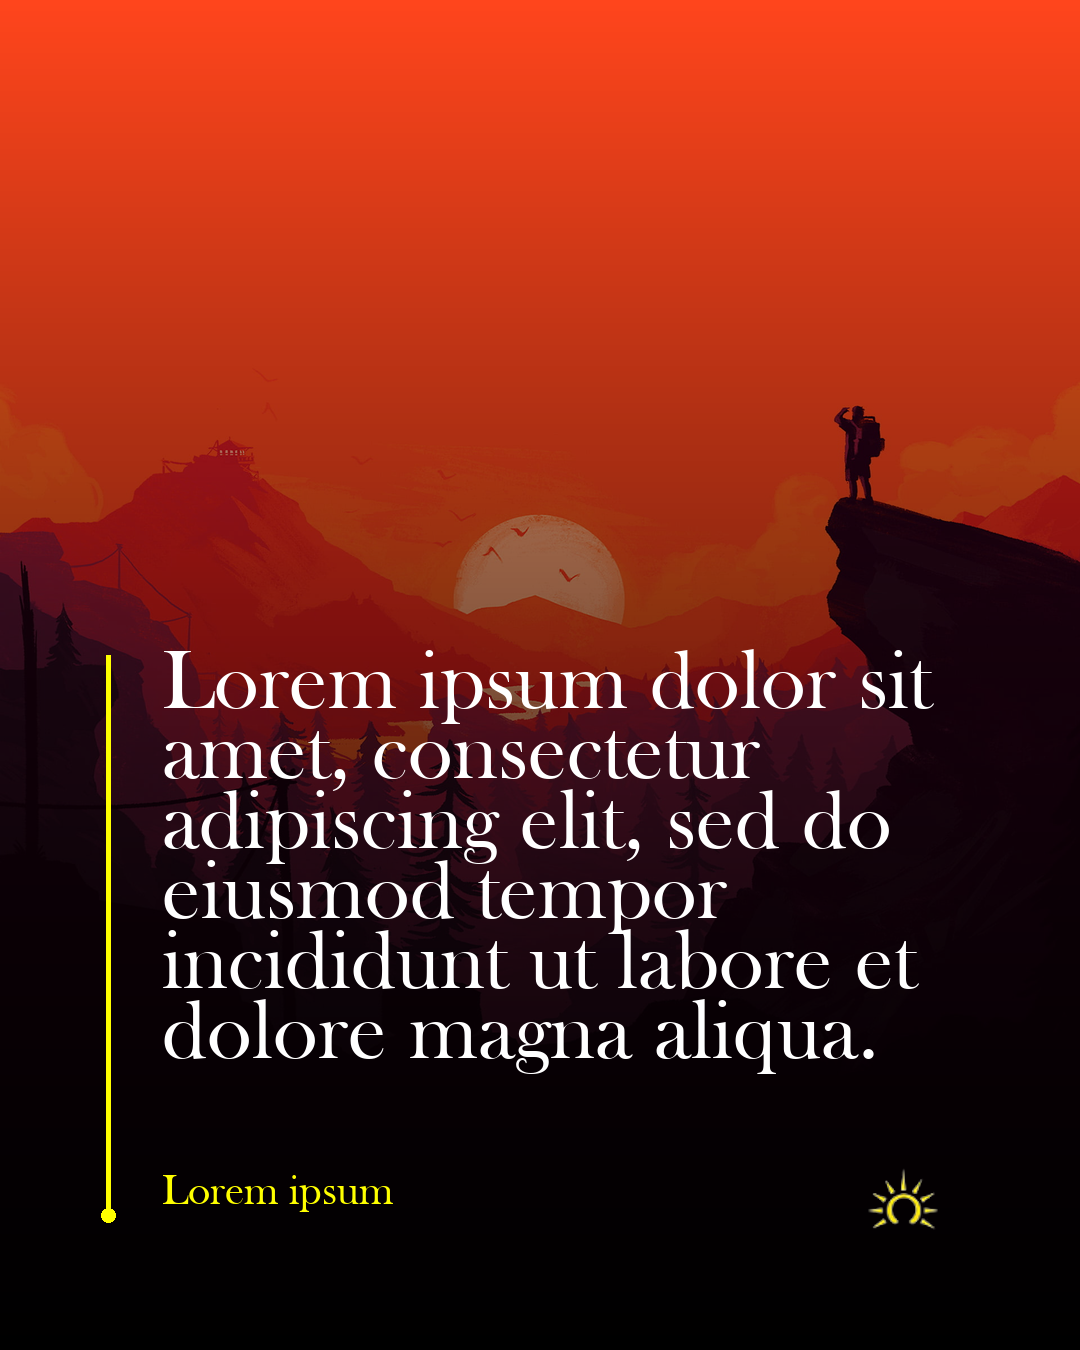 Lorem ipsum dolor sit
amet, consectetur
adipiscing elit, sed do
eiusmod tempor
incididunt ut labore et
dolore magna aliqua.
Lorem ipsum